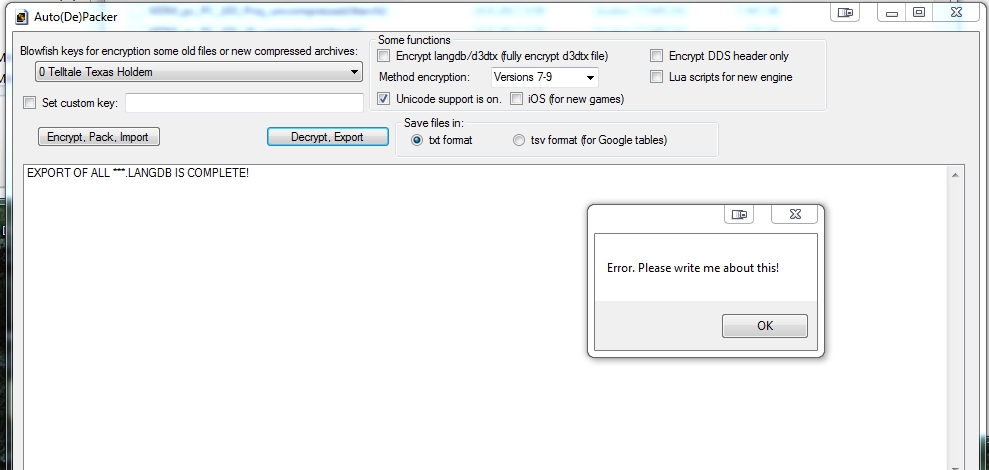 Auto(De)Packer
Blowfish keys for encryption some old files or new compressed archives:
0 Telltale Texas Holdem
Set custom key:
Some functions
Encrypt langdb/d3dtx (fully encrypt d3dtx file)
Encrypt DDS header only
Method encryption:
Versions 7-9
Lua scripts for new engine
Unicode support is on.
iOS (for new games)
Encrypt, Pack, Import
Decrypt, Export
Save files in:
txt format
tsv format (for Google tables)
EXPORT OF ALL ***.LANGDB IS COMPLETE!
Error. Please write me about this!
OK